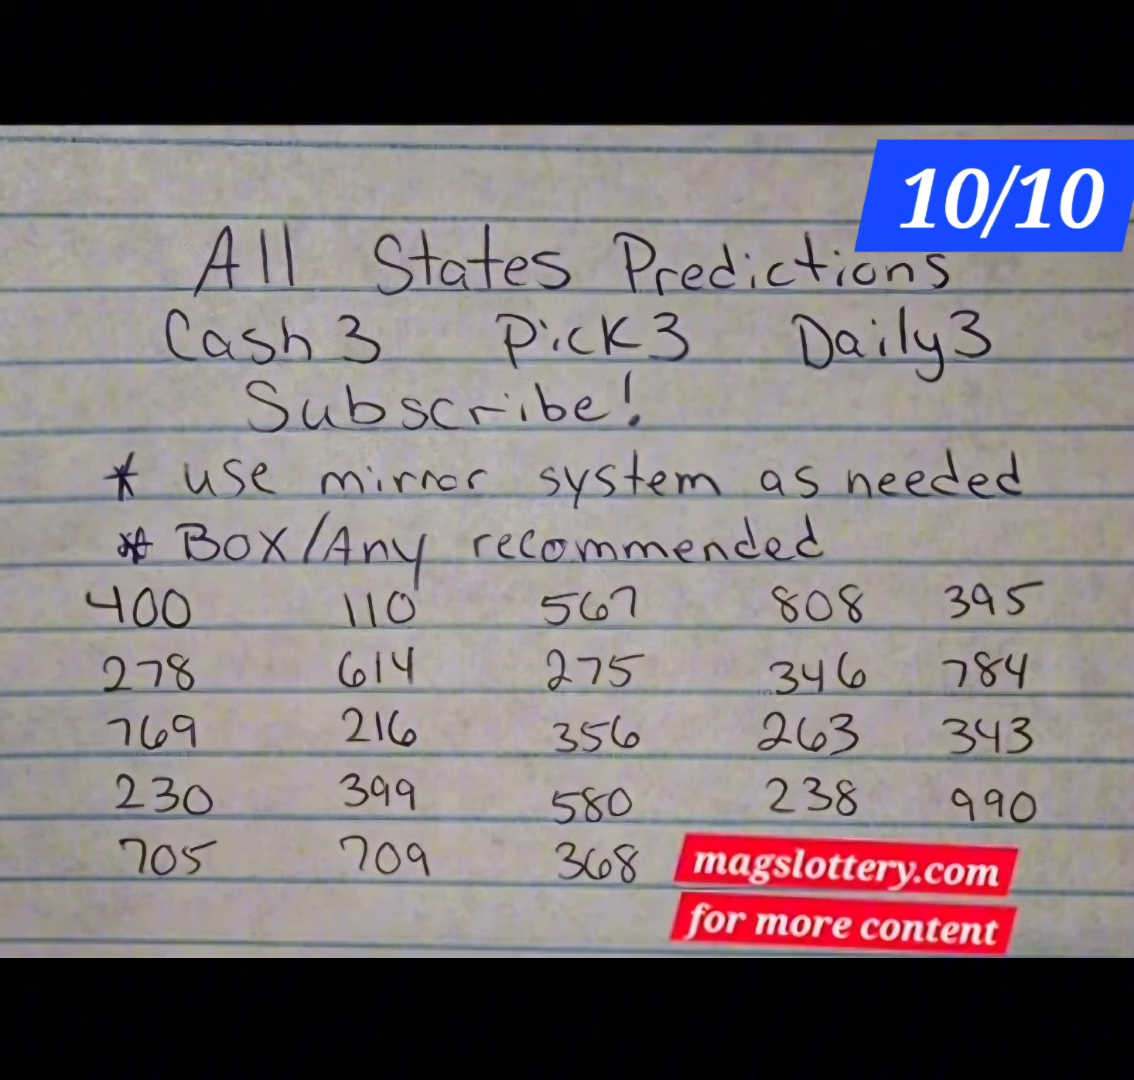 10/10
All States Predictions
Cash 3 Pick 3 Daily 3
Subscribe!
* use mirror system as needed
* Box/Any recommended
400 110 567 808 395
278 614 275 346 784
769 216 356 263 343
230 399 580 238 990
705 709 368
magslottery.com
for more content